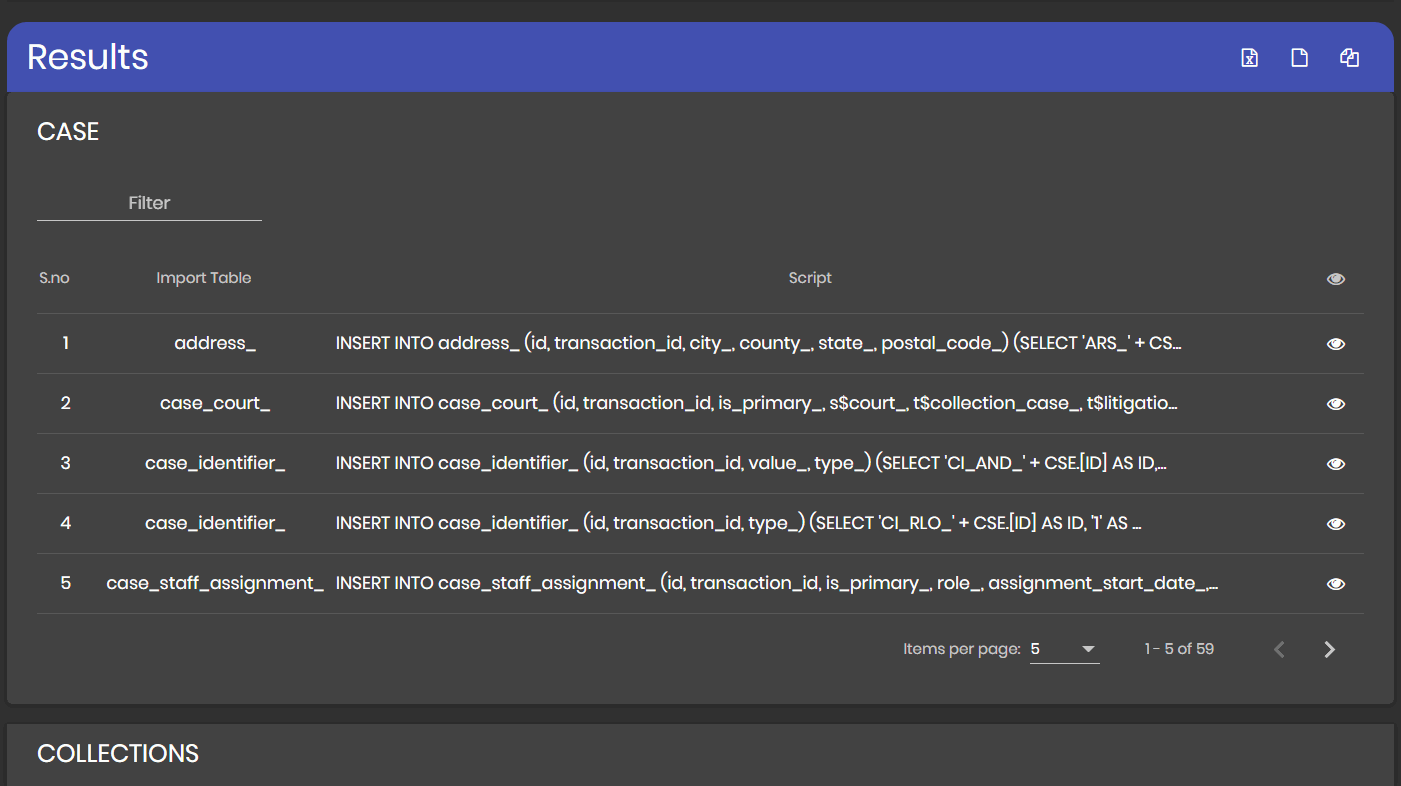 Results
CASE
Filter
S.no Import Table Script
1 address_ INSERT INTO address_ (id, transaction_id, city_, county_, state_, postal_code_) (SELECT 'ARS_' + CS...
2 case_court_ INSERT INTO case_court_ (id, transaction_id, is_primary_, s$court_, t$collection_case_, t$litigatio...
3 case_identifier_ INSERT INTO case_identifier_ (id, transaction_id, value_, type_) (SELECT 'CI_AND_' + CSE.[ID] AS ID,...
4 case_identifier_ INSERT INTO case_identifier_ (id, transaction_id, type_) (SELECT 'CI_RLO_' + CSE.[ID] AS ID, '1' AS ...
5 case_staff_assignment_ INSERT INTO case_staff_assignment_ (id, transaction_id, is_primary_, role_, assignment_start_date_,...
Items per page: 5 1 - 5 of 59
COLLECTIONS